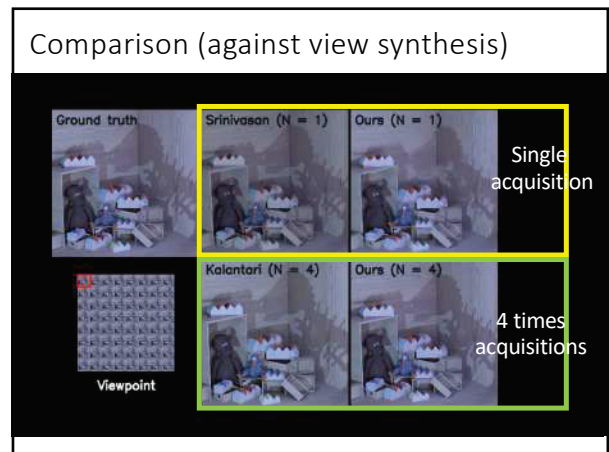 Comparison (against view synthesis)
Ground truth
Srinivasan (N = 1)
Ours (N = 1)
Single
acquisition
Kalantari (N = 4)
Ours (N = 4)
4 times
acquisitions
Viewpoint